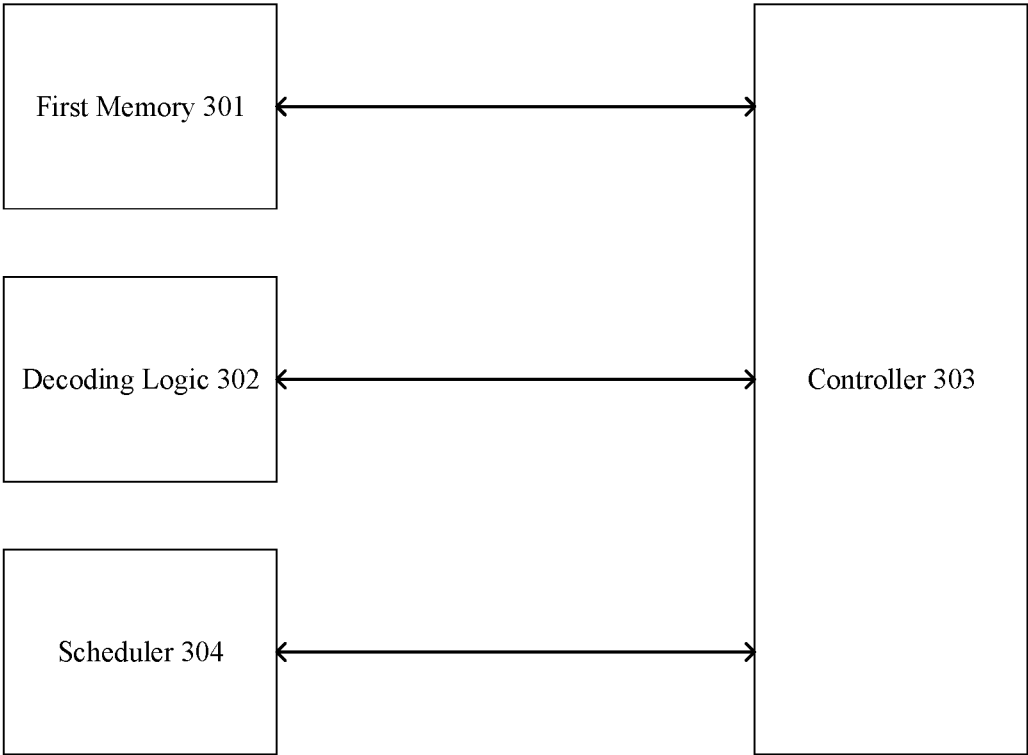 First Memory 301
Decoding Logic 302
Controller 303
Scheduler 304